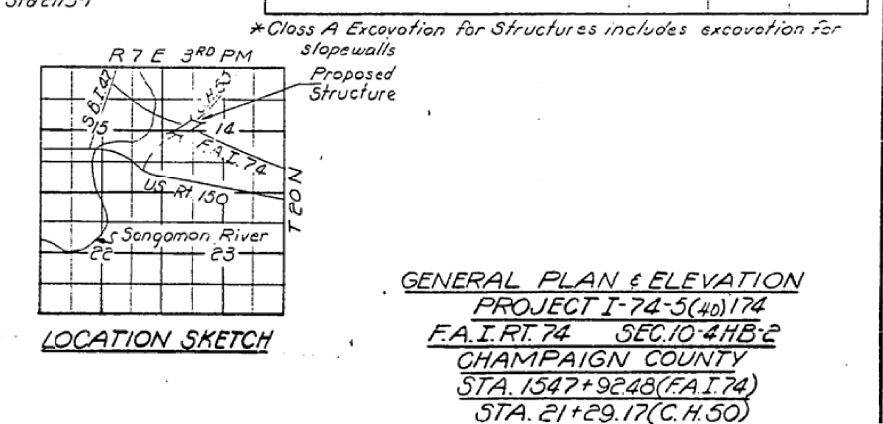 *Class A Excavation for Structures includes excavation for
slopewalls
R 7 E 3RD PM
Proposed
Structure
S.B.I. 47
C.H. 50
15
14
F.A.I. 74
US Rt. 150
T 20 N
Sangamon River
22
23
LOCATION SKETCH
GENERAL PLAN & ELEVATION
PROJECT I-74-5(40)174
F.A.I. RT. 74 SEC. 10-4HB-2
CHAMPAIGN COUNTY
STA. 1547+92.48 (F.A.I. 74)
STA. 21+29.17 (C.H. 50)